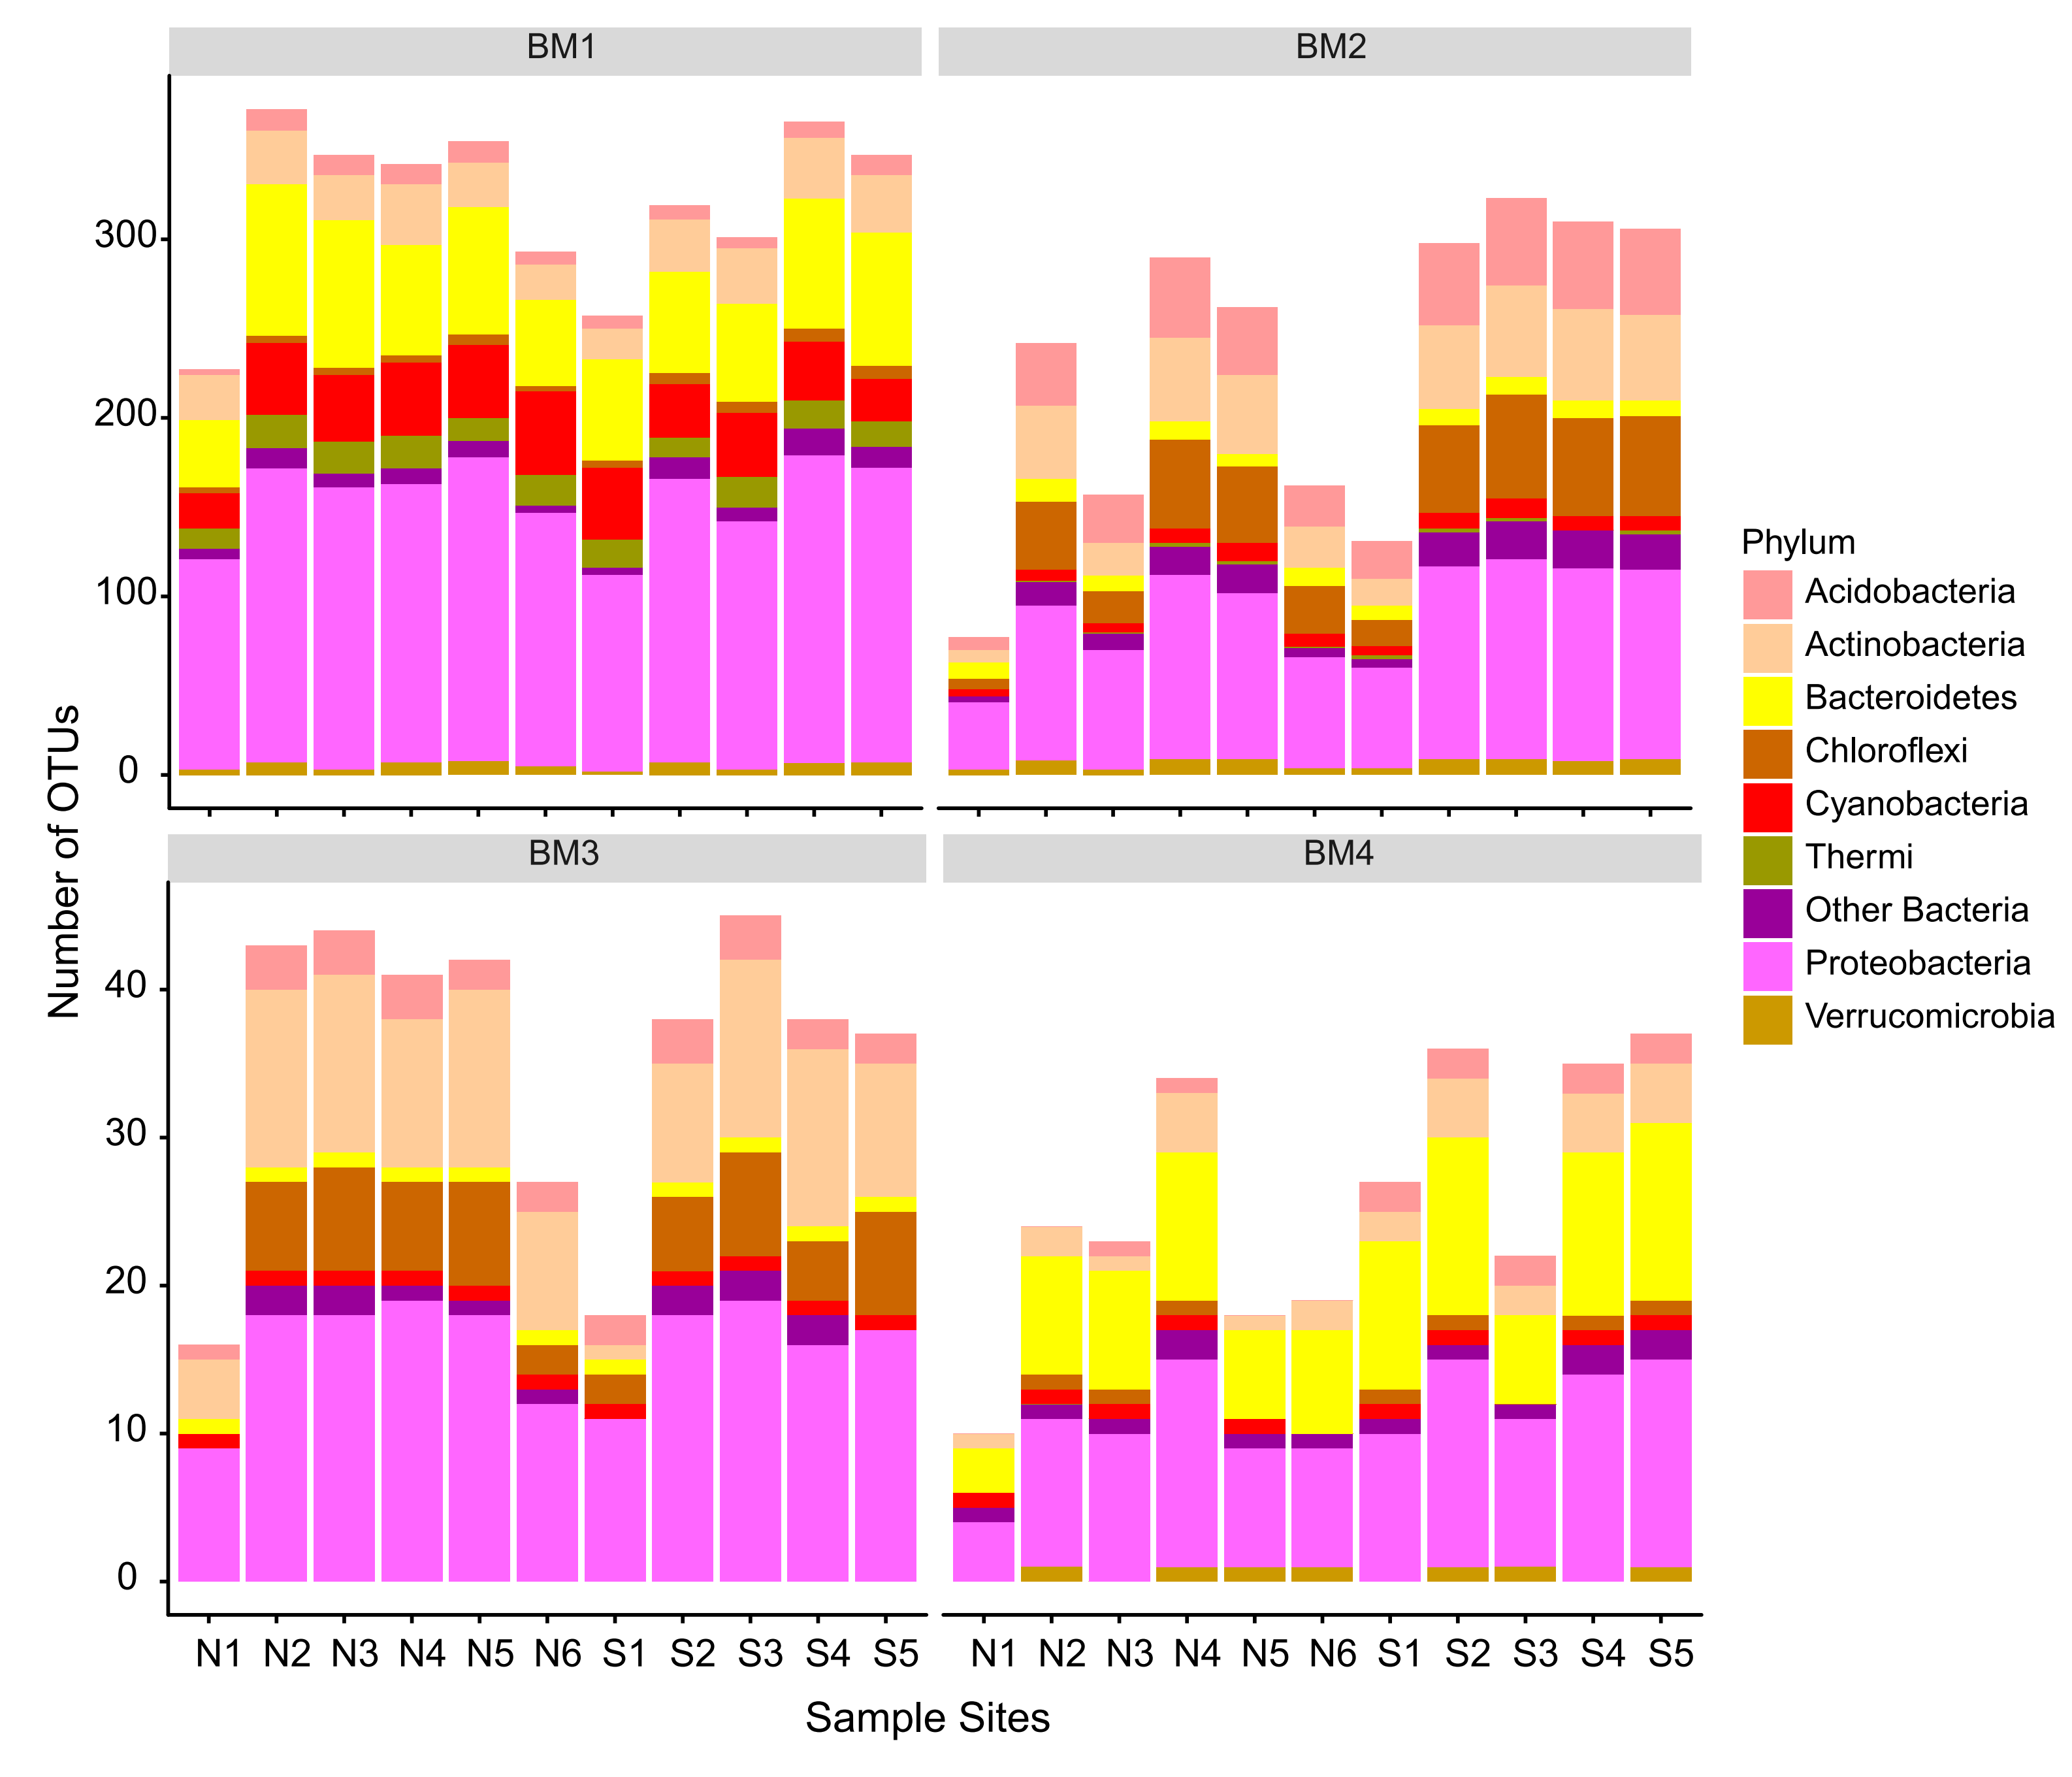 BM1
BM2
300
200
100
0
BM3
BM4
40
30
20
10
0
Number of OTUs
N1 N2 N3 N4 N5 N6 S1 S2 S3 S4 S5
N1 N2 N3 N4 N5 N6 S1 S2 S3 S4 S5
Sample Sites
Phylum
Acidobacteria
Actinobacteria
Bacteroidetes
Chloroflexi
Cyanobacteria
Thermi
Other Bacteria
Proteobacteria
Verrucomicrobia